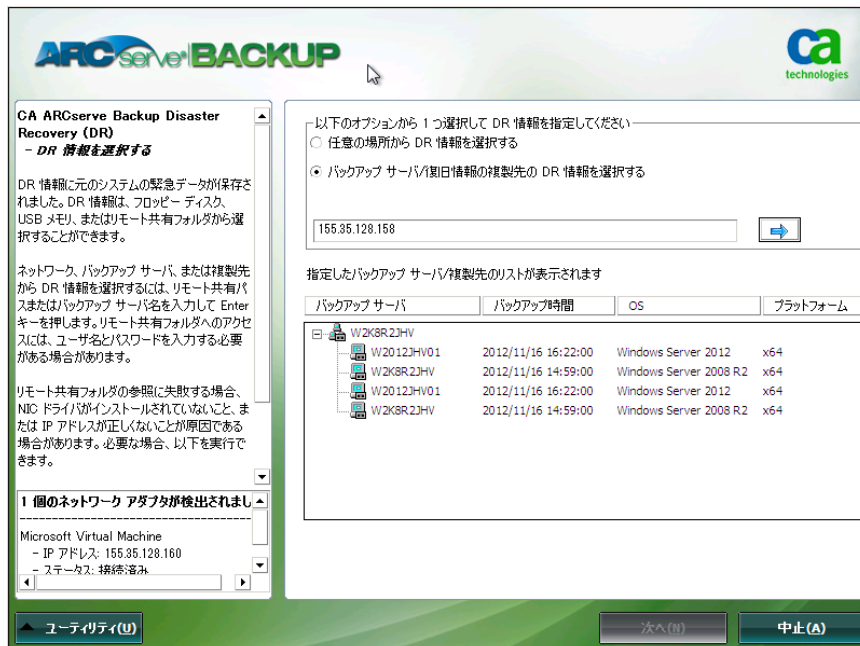 ARCserve BACKUP
ca
technologies
CA ARCserve Backup Disaster
Recovery (DR)
- DR 情報を選択する
DR 情報に元のシステムの緊急データが保存さ
れました。DR 情報は、フロッピー ディスク、
USB メモリ、またはリモート共有フォルダから選
択することができます。
ネットワーク、バックアップ サーバ、または複製先
から DR 情報を選択するには、リモート共有パ
スまたはバックアップ サーバ名を入力して Enter
キーを押します。リモート共有フォルダへのアクセ
スには、ユーザ名とパスワードを入力する必要
がある場合があります。
リモート共有フォルダの参照に失敗する場合、
NIC ドライバがインストールされていないこと、ま
たは IP アドレスが正しくないことが原因である
場合があります。必要な場合、以下を実行で
きます。
1 個のネットワーク アダプタが検出されまし
------------------------------------
Microsoft Virtual Machine
- IP アドレス: 155.35.128.160
- ステータス: 接続済み
以下のオプションから 1 つ選択して DR 情報を指定してください
任意の場所から DR 情報を選択する
バックアップ サーバ/復旧情報の複製先の DR 情報を選択する
155.35.128.158
指定したバックアップ サーバ/複製先のリストが表示されます
バックアップ サーバ バックアップ時間 OS プラットフォーム
W2K8R2JHV
W2012JHV01 2012/11/16 16:22:00 Windows Server 2012 x64
W2K8R2JHV 2012/11/16 14:59:00 Windows Server 2008 R2 x64
W2012JHV01 2012/11/16 16:22:00 Windows Server 2012 x64
W2K8R2JHV 2012/11/16 14:59:00 Windows Server 2008 R2 x64
ユーティリティ(U)
次へ(N)
中止(A)